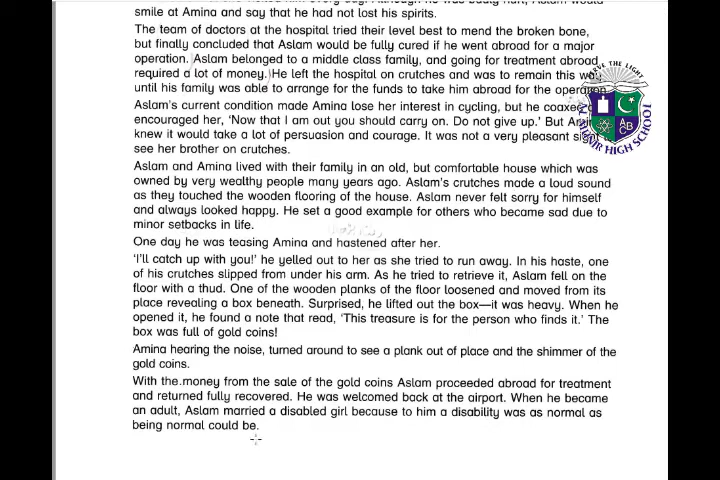 smile at Amina and say that he had not lost his spirits.
The team of doctors at the hospital tried their level best to mend the broken bone,
but finally concluded that Aslam would be fully cured if he went abroad for a major
operation. Aslam belonged to a middle class family, and going for treatment abroad
required a lot of money. He left the hospital on crutches and was to remain this way
until his family was able to arrange for the funds to take him abroad for the operation.
Aslam's current condition made Amina lose her interest in cycling, but he coaxed
encouraged her, 'Now that I am out you should carry on. Do not give up.' But
knew it would take a lot of persuasion and courage. It was not a very pleasant
see her brother on crutches.
Aslam and Amina lived with their family in an old, but comfortable house which was
owned by very wealthy people many years ago. Aslam's crutches made a loud sound
as they touched the wooden flooring of the house. Aslam never felt sorry for himself
and always looked happy. He set a good example for others who became sad due to
minor setbacks in life.
One day he was teasing Amina and hastened after her.
'I'll catch up with you!' he yelled out to her as she tried to run away. In his haste, one
of his crutches slipped from under his arm. As he tried to retrieve it, Aslam fell on the
floor with a thud. One of the wooden planks of the floor loosened and moved from its
place revealing a box beneath. Surprised, he lifted out the box—it was heavy. When he
opened it, he found a note that read, 'This treasure is for the person who finds it.' The
box was full of gold coins!
Amina hearing the noise, turned around to see a plank out of place and the shimmer of the
gold coins.
With the money from the sale of the gold coins Aslam proceeded abroad for treatment
and returned fully recovered. He was welcomed back at the airport. When he became
an adult, Aslam married a disabled girl because to him a disability was as normal as
being normal could be.
SERVE THE LIGHT
HIGH SCHOOL
A B C